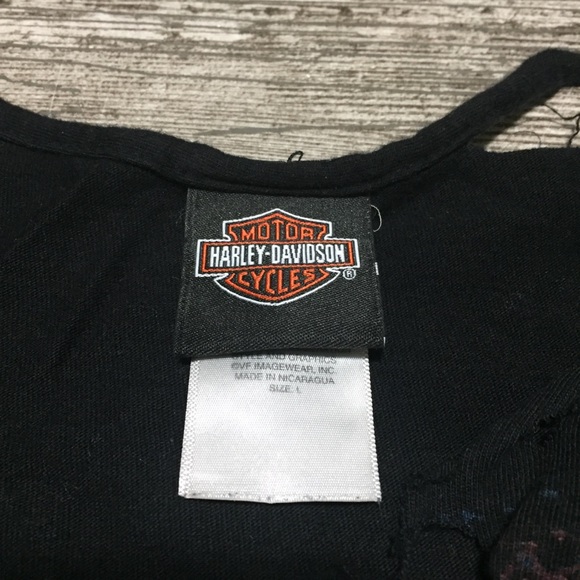 MOTOR
HARLEY-DAVIDSON
CYCLES
®
STYLE AND GRAPHICS
©VF IMAGEWEAR, INC.
MADE IN NICARAGUA
SIZE: L